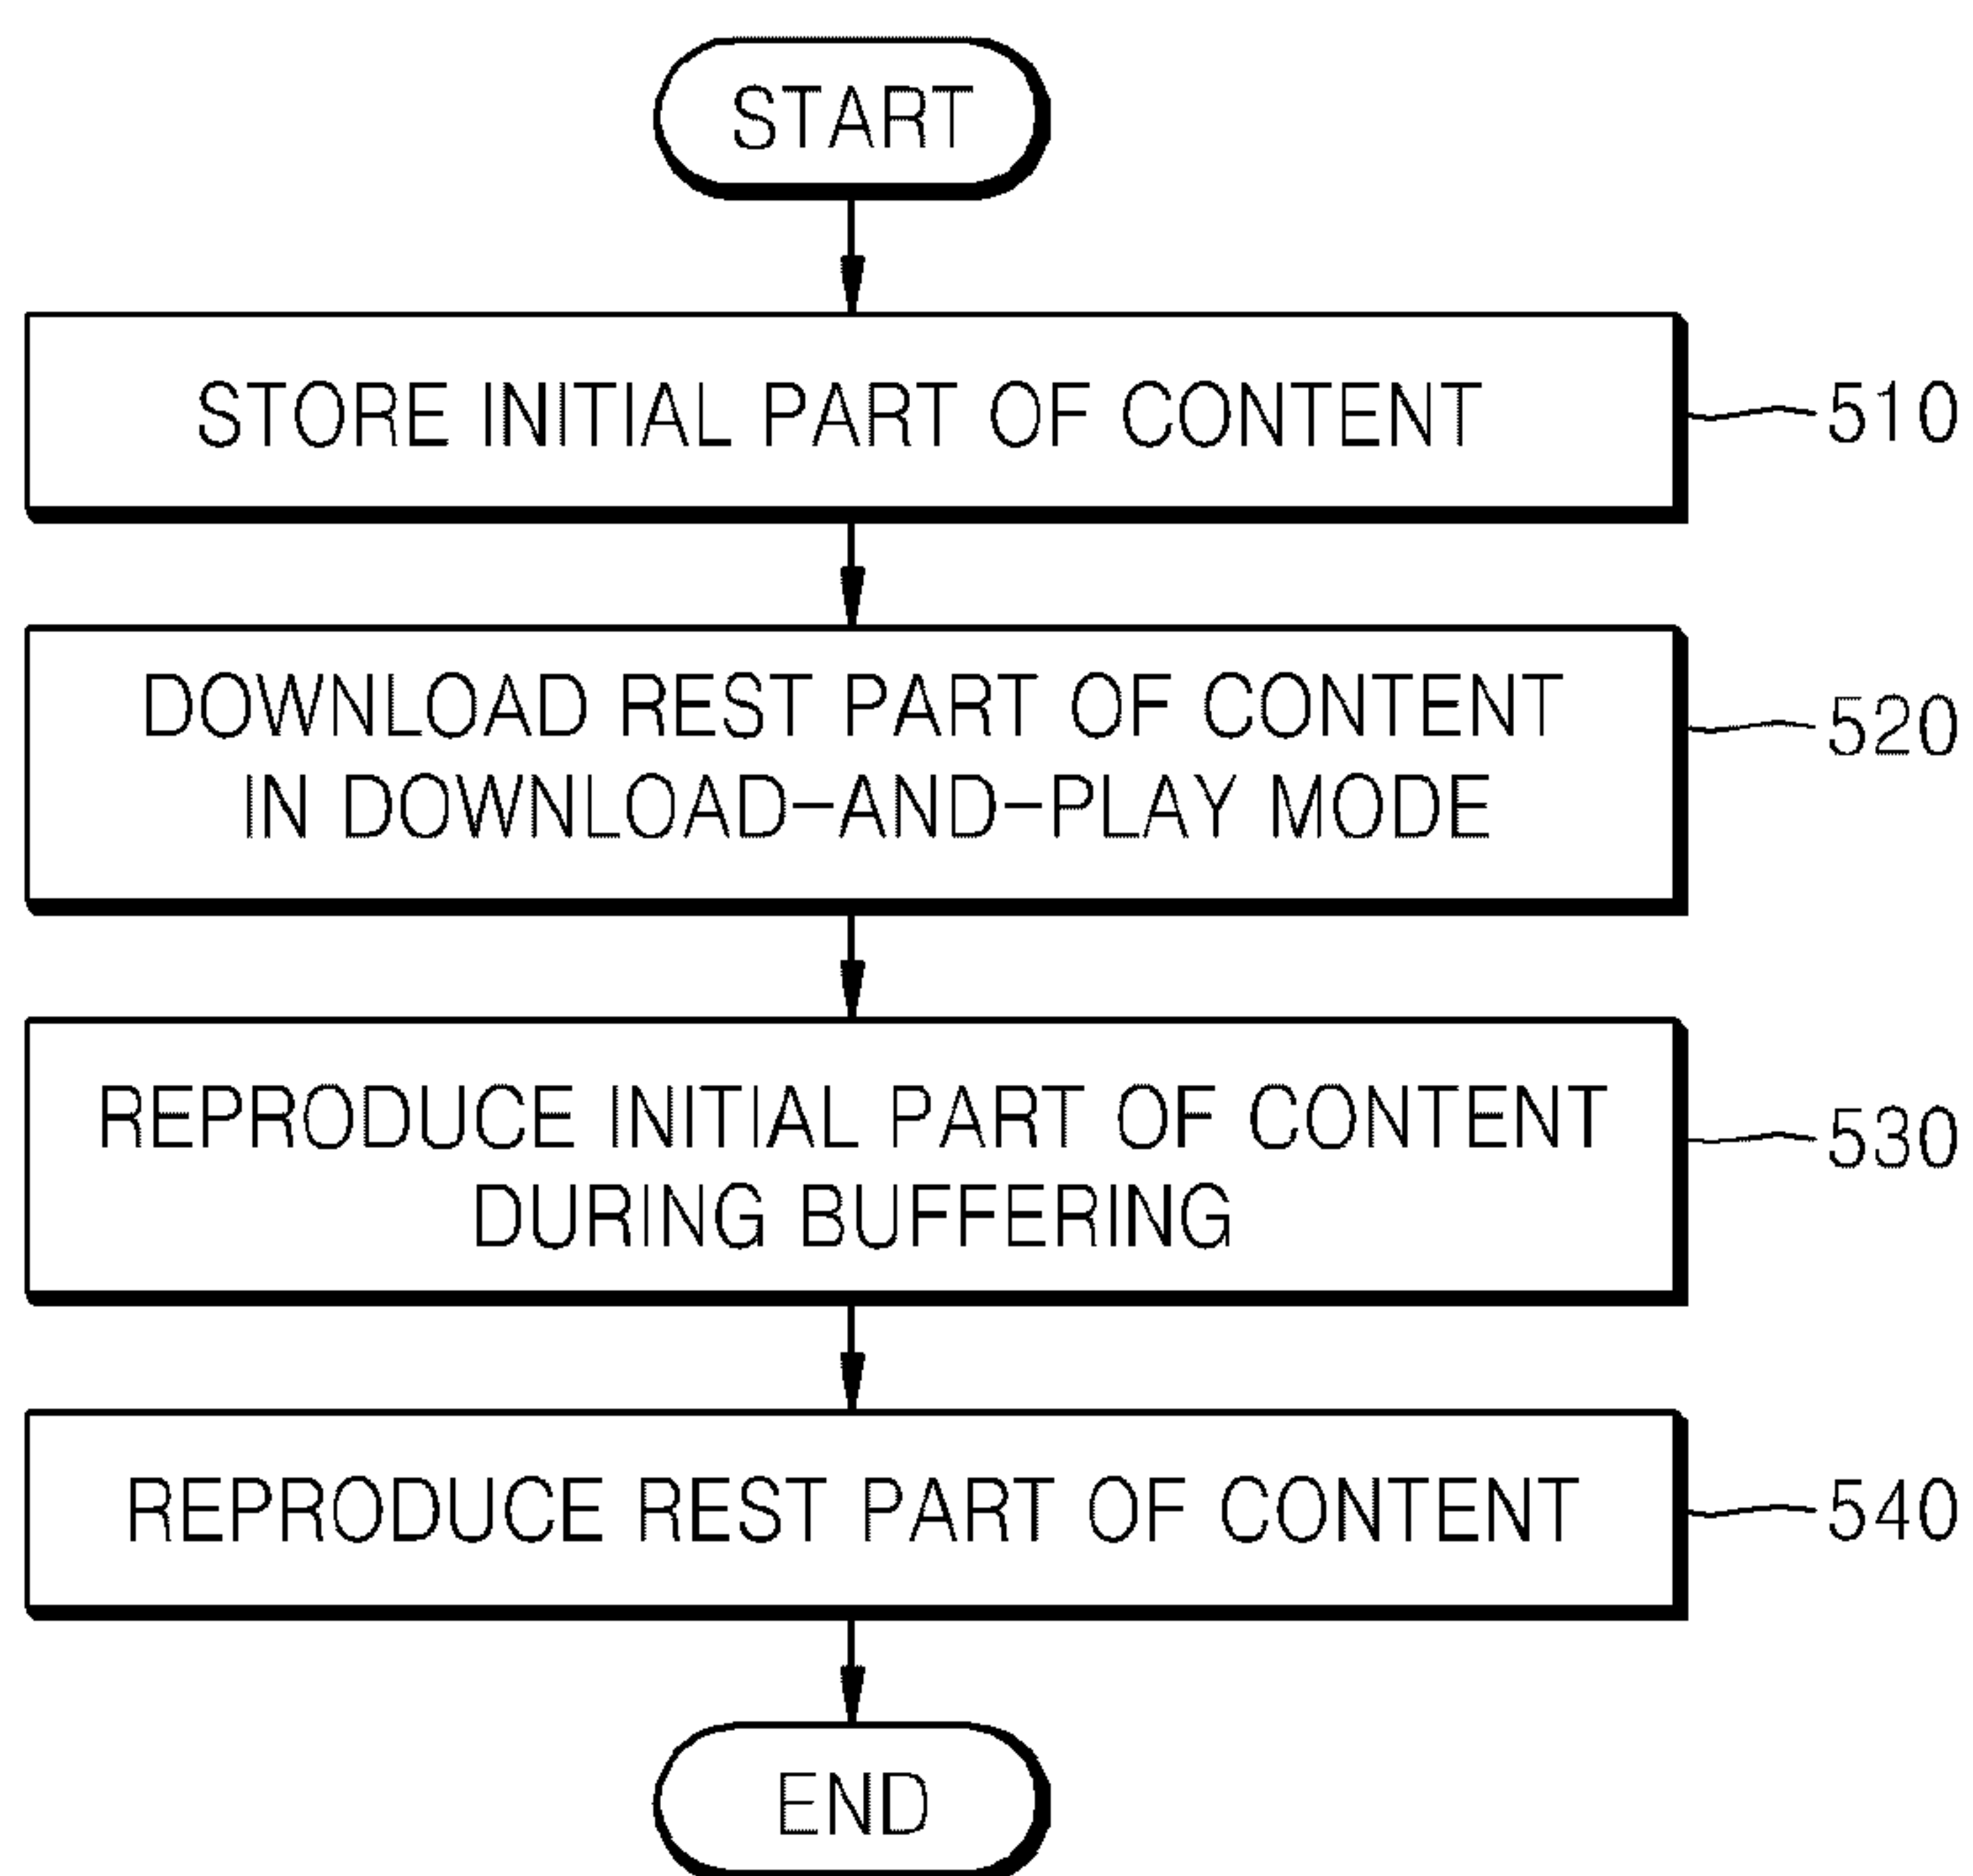 START
STORE INITIAL PART OF CONTENT
510
DOWNLOAD REST PART OF CONTENT
IN DOWNLOAD-AND-PLAY MODE
520
REPRODUCE INITIAL PART OF CONTENT
DURING BUFFERING
530
REPRODUCE REST PART OF CONTENT
540
END